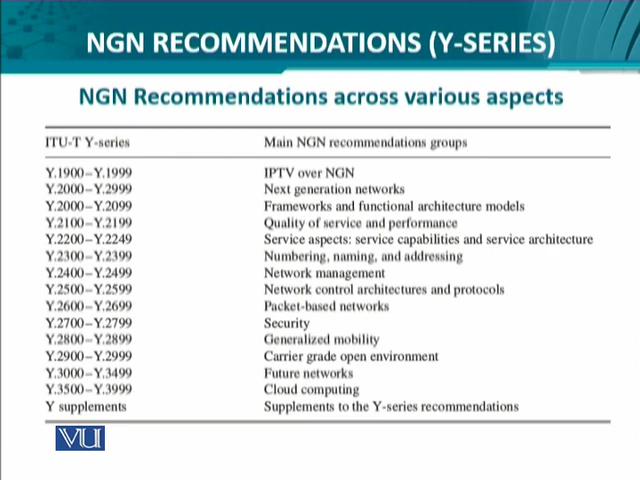 NGN RECOMMENDATIONS (Y-SERIES)
NGN Recommendations across various aspects
ITU-T Y-series Main NGN recommendations groups
Y.1900–Y.1999 IPTV over NGN
Y.2000–Y.2999 Next generation networks
Y.2000–Y.2099 Frameworks and functional architecture models
Y.2100–Y.2199 Quality of service and performance
Y.2200–Y.2249 Service aspects: service capabilities and service architecture
Y.2300–Y.2399 Numbering, naming, and addressing
Y.2400–Y.2499 Network management
Y.2500–Y.2599 Network control architectures and protocols
Y.2600–Y.2699 Packet-based networks
Y.2700–Y.2799 Security
Y.2800–Y.2899 Generalized mobility
Y.2900–Y.2999 Carrier grade open environment
Y.3000–Y.3499 Future networks
Y.3500–Y.3999 Cloud computing
Y supplements Supplements to the Y-series recommendations
VU